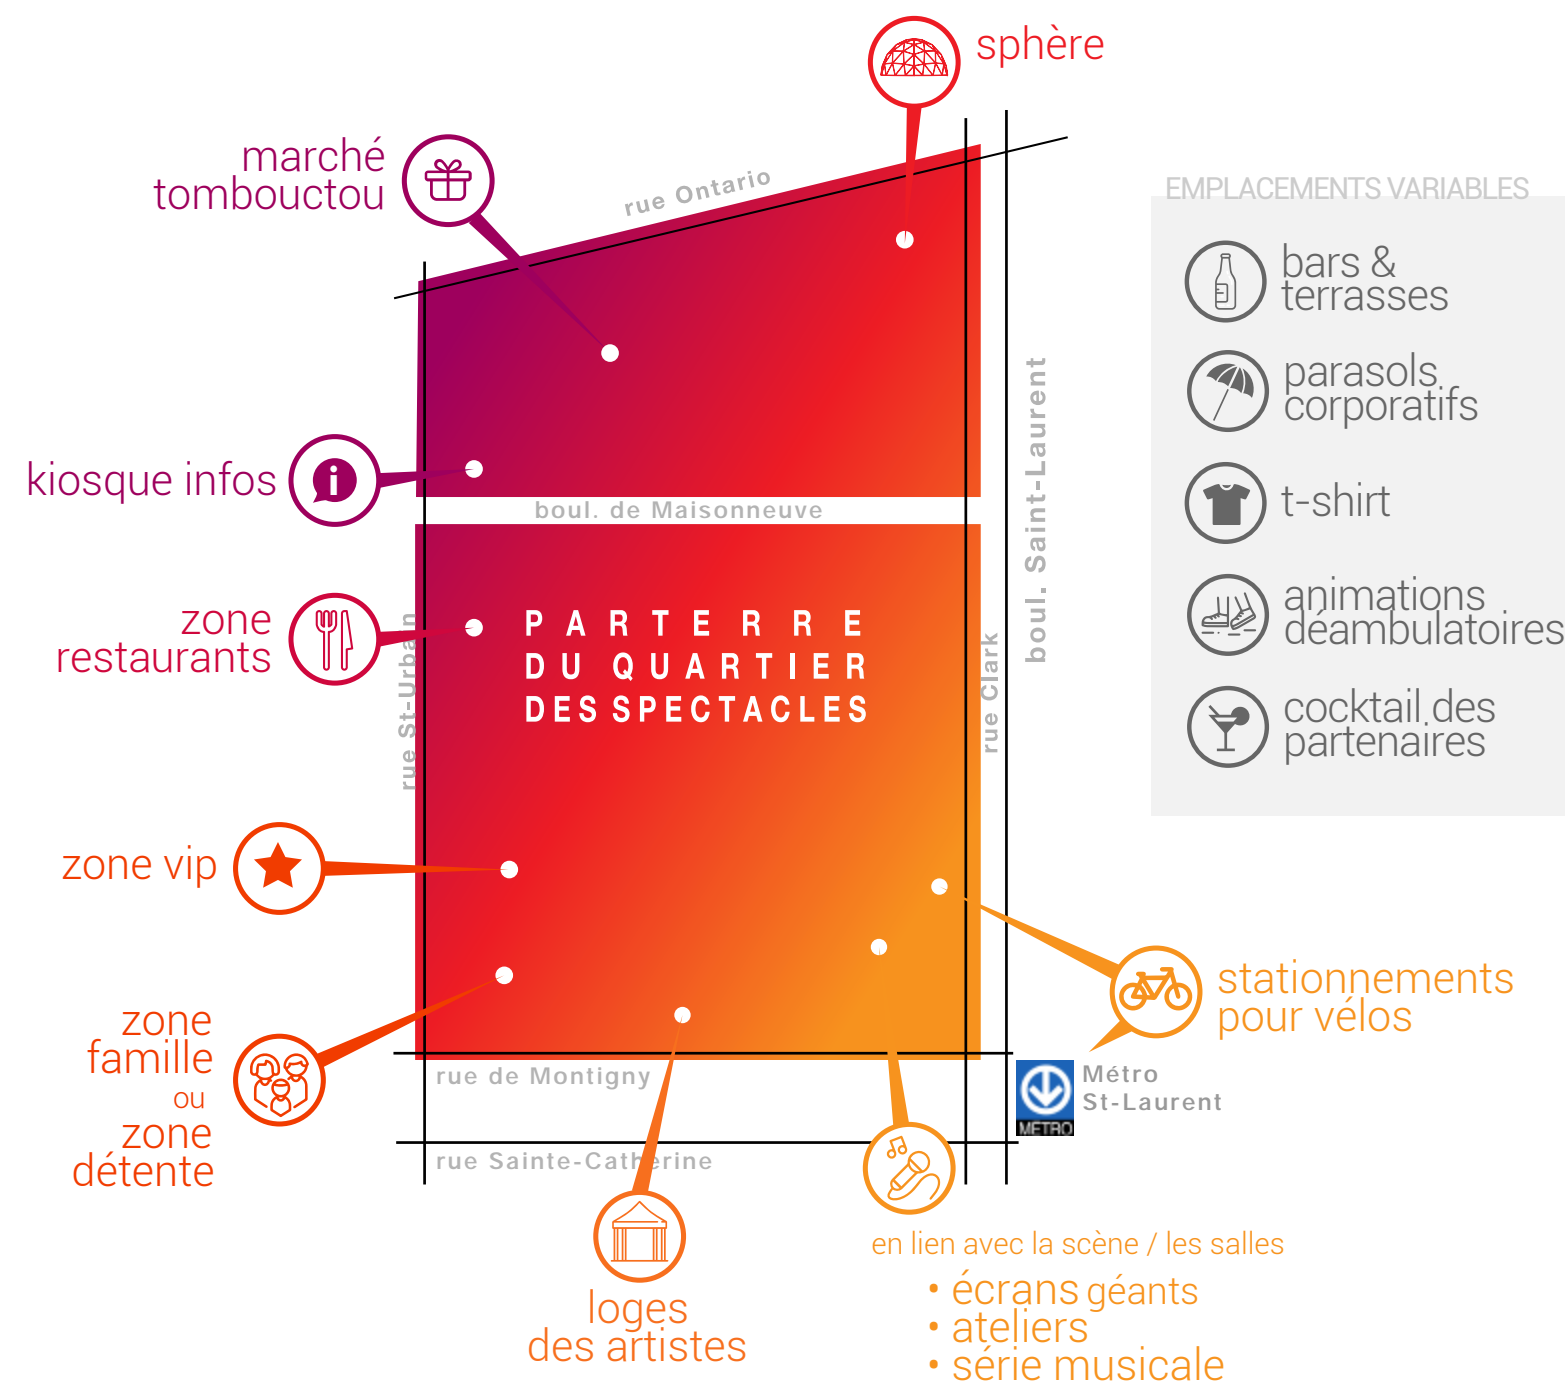 sphère
marché
tombouctou
rue Ontario
EMPLACEMENTS VARIABLES
bars &
terrasses
parasols
corporatifs
t-shirt
animations
déambulatoires
cocktail des
partenaires
boul. Saint-Laurent
kiosque infos
i
boul. de Maisonneuve
zone
restaurants
rue St-Urbain
PARTERRE
DU QUARTIER
DES SPECTACLES
rue Clark
zone vip
stationnements
pour vélos
zone
famille
ou
zone
détente
rue de Montigny
Métro
St-Laurent
MÉTRO
rue Sainte-Catherine
loges
des artistes
en lien avec la scène / les salles
• écrans géants
• ateliers
• série musicale